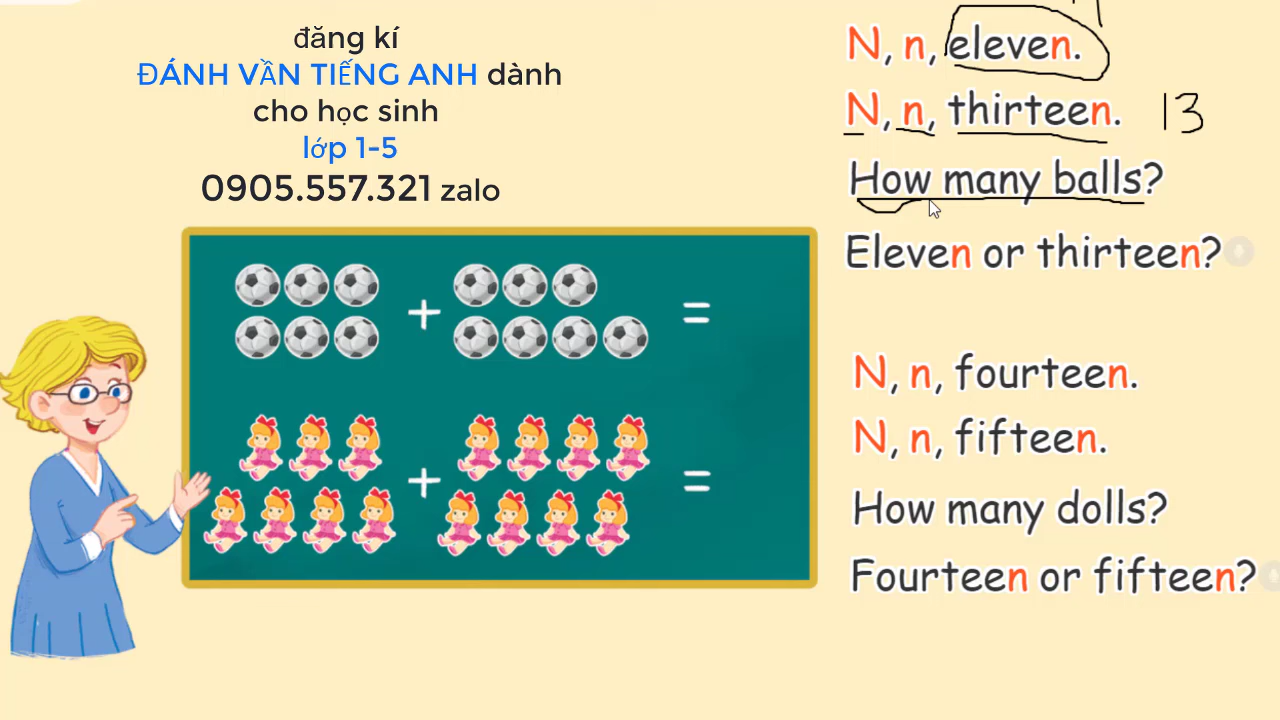 đăng kí
ĐÁNH VẦN TIẾNG ANH dành
cho học sinh
lớp 1-5
0905.557.321 zalo
+ =
+ =
N, n, eleven.
N, n, thirteen. 13
How many balls?
Eleven or thirteen?
N, n, fourteen.
N, n, fifteen.
How many dolls?
Fourteen or fifteen?